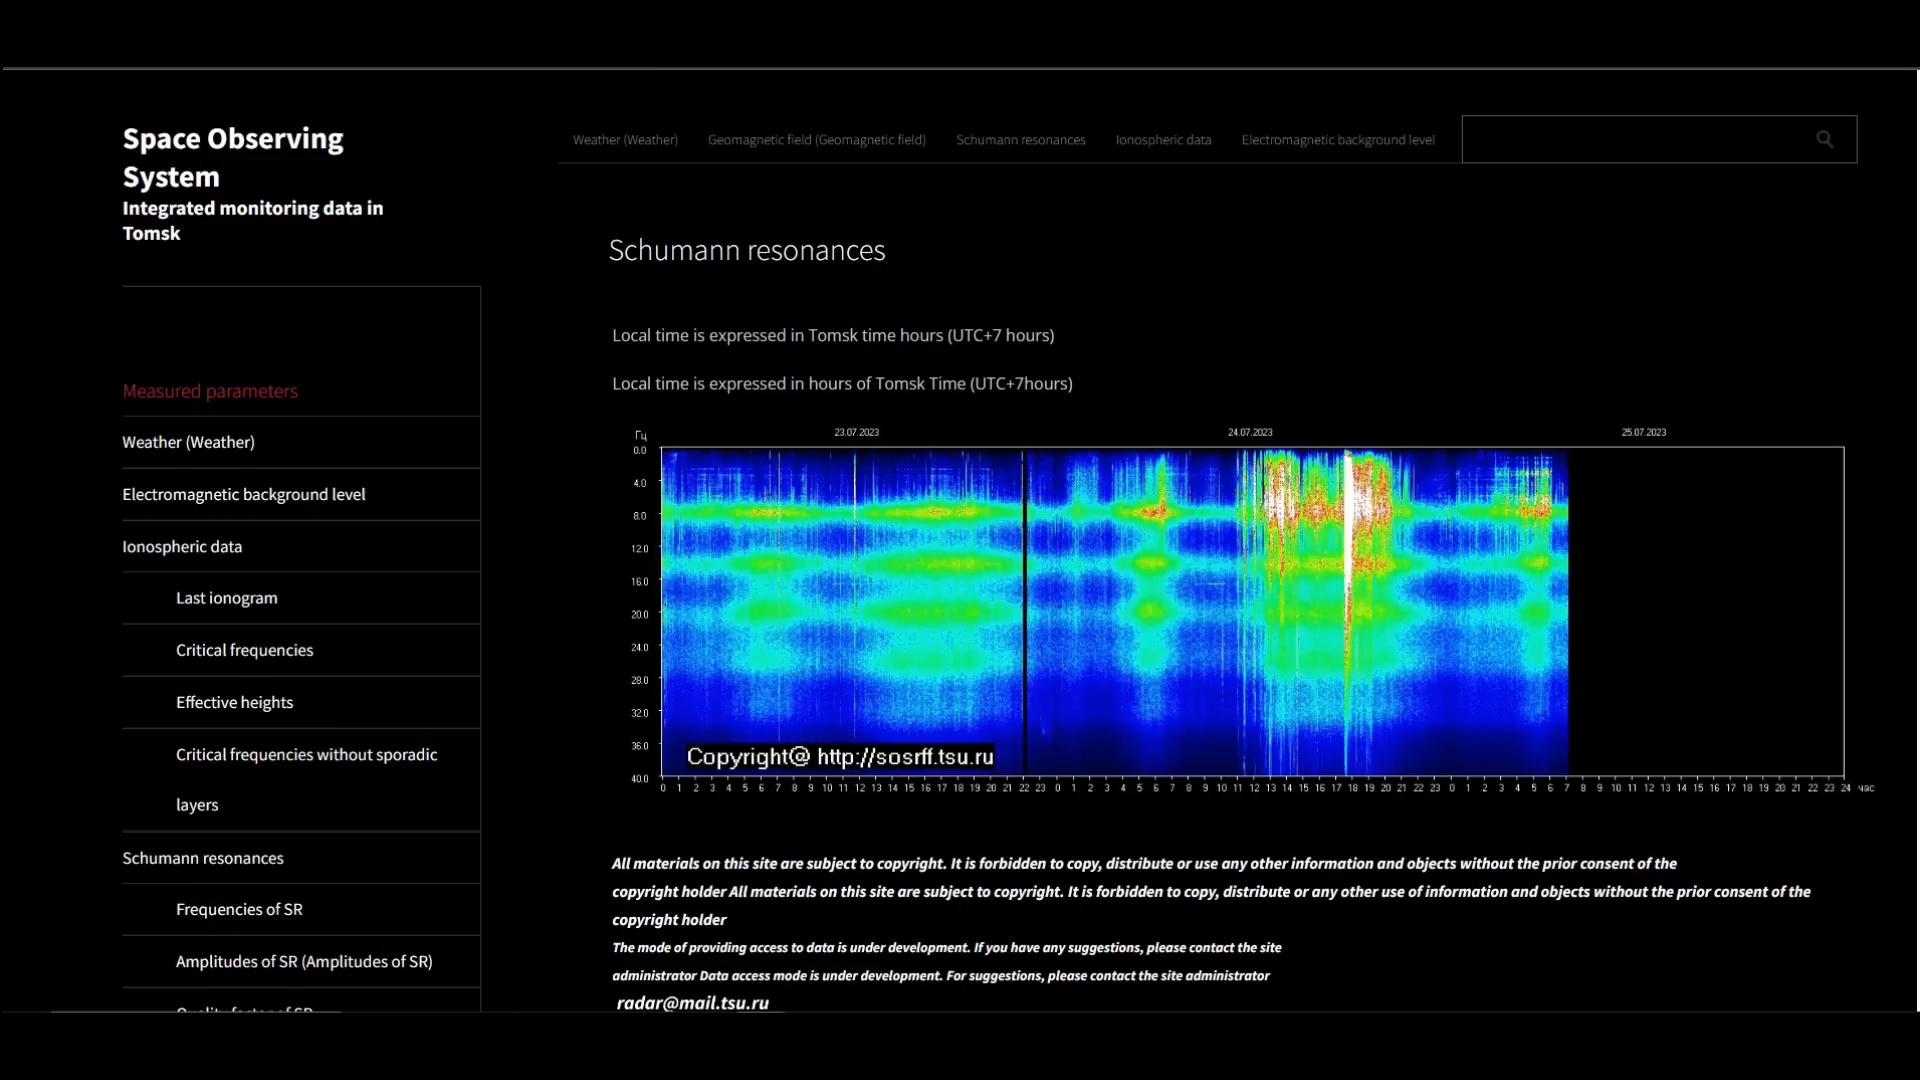 Space Observing
System
Integrated monitoring data in
Tomsk
Weather (Weather) Geomagnetic field (Geomagnetic field) Schumann resonances Ionospheric data Electromagnetic background level
Measured parameters
Weather (Weather)
Electromagnetic background level
Ionospheric data
Last ionogram
Critical frequencies
Effective heights
Critical frequencies without sporadic
layers
Schumann resonances
Frequencies of SR
Amplitudes of SR (Amplitudes of SR)
Schumann resonances
Local time is expressed in Tomsk time hours (UTC+7 hours)
Local time is expressed in hours of Tomsk Time (UTC+7hours)
Гц 23.07.2023 24.07.2023 25.07.2023
0.0
4.0
8.0
12.0
16.0
20.0
24.0
28.0
32.0
36.0
40.0
Copyright@ http://sosrff.tsu.ru
0 1 2 3 4 5 6 7 8 9 10 11 12 13 14 15 16 17 18 19 20 21 22 23 0 1 2 3 4 5 6 7 8 9 10 11 12 13 14 15 16 17 18 19 20 21 22 23 0 1 2 3 4 5 6 7 8 9 10 11 12 13 14 15 16 17 18 19 20 21 22 23 24 час
All materials on this site are subject to copyright. It is forbidden to copy, distribute or use any other information and objects without the prior consent of the
copyright holder All materials on this site are subject to copyright. It is forbidden to copy, distribute or any other use of information and objects without the prior consent of the
copyright holder
The mode of providing access to data is under development. If you have any suggestions, please contact the site
administrator Data access mode is under development. For suggestions, please contact the site administrator
radar@mail.tsu.ru